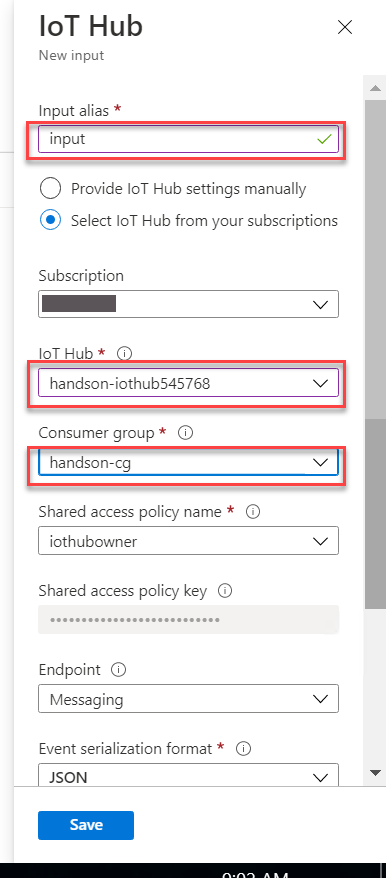 IoT Hub
New input
Input alias *
input
Provide IoT Hub settings manually
Select IoT Hub from your subscriptions
Subscription
IoT Hub *
handson-iothub545768
Consumer group *
handson-cg
Shared access policy name *
iothubowner
Shared access policy key
••••••••••••••••••••••••••
Endpoint
Messaging
Event serialization format *
JSON
Save